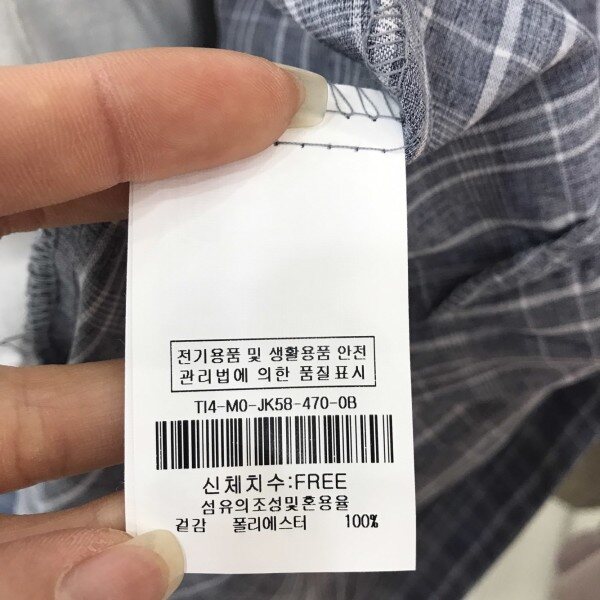 전기용품 및 생활용품 안전
관리법에 의한 품질표시
TI4-MO-JK58-470-0B
신체치수:FREE
섬유의조성및혼용율
겉감 폴리에스터 100%